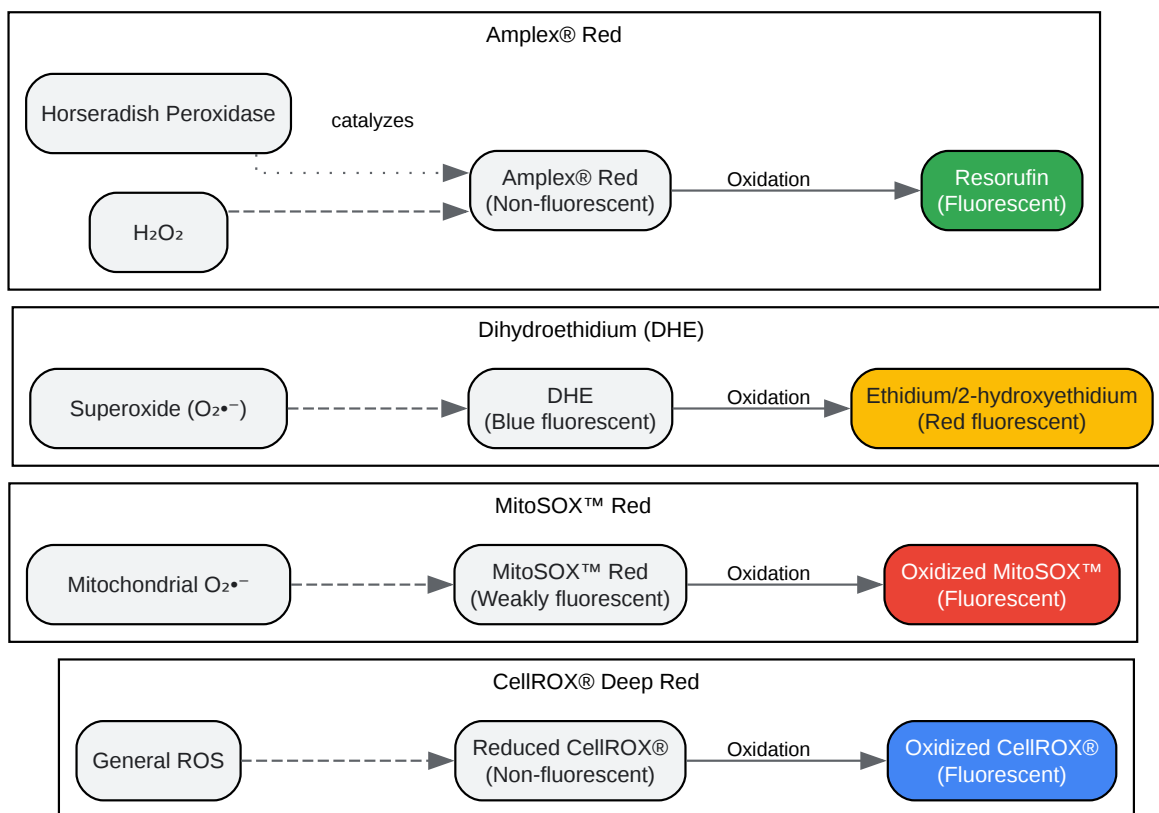 Amplex® Red
Horseradish Peroxidase
catalyzes
Amplex® Red
(Non-fluorescent)
Oxidation
Resorufin
(Fluorescent)
H₂O₂
Dihydroethidium (DHE)
Superoxide (O₂•⁻)
DHE
(Blue fluorescent)
Oxidation
Ethidium/2-hydroxyethidium
(Red fluorescent)
MitoSOX™ Red
Mitochondrial O₂•⁻
MitoSOX™ Red
(Weakly fluorescent)
Oxidation
Oxidized MitoSOX™
(Fluorescent)
CellROX® Deep Red
General ROS
Reduced CellROX®
(Non-fluorescent)
Oxidation
Oxidized CellROX®
(Fluorescent)